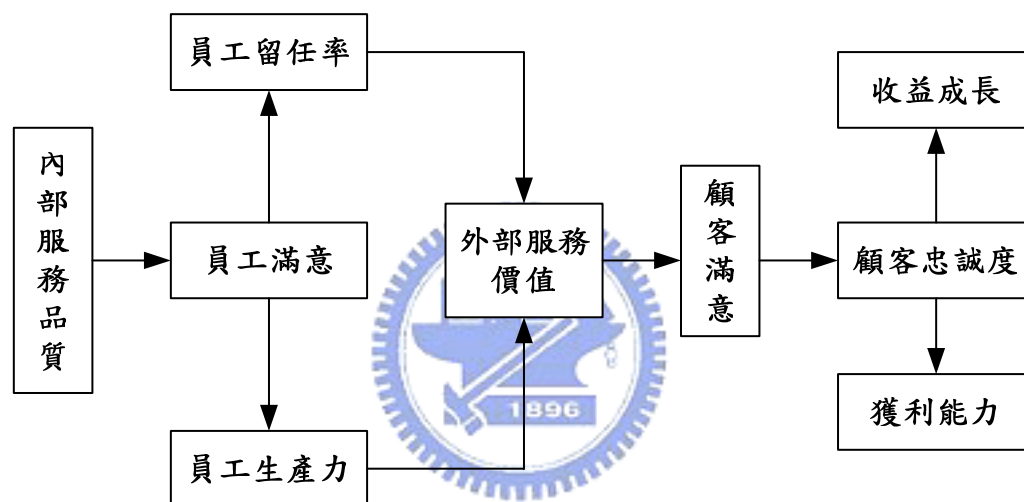 內部服務品質
員工留任率
員工滿意
員工生產力
外部服務
價值
顧客滿意
收益成長
顧客忠誠度
獲利能力
1896